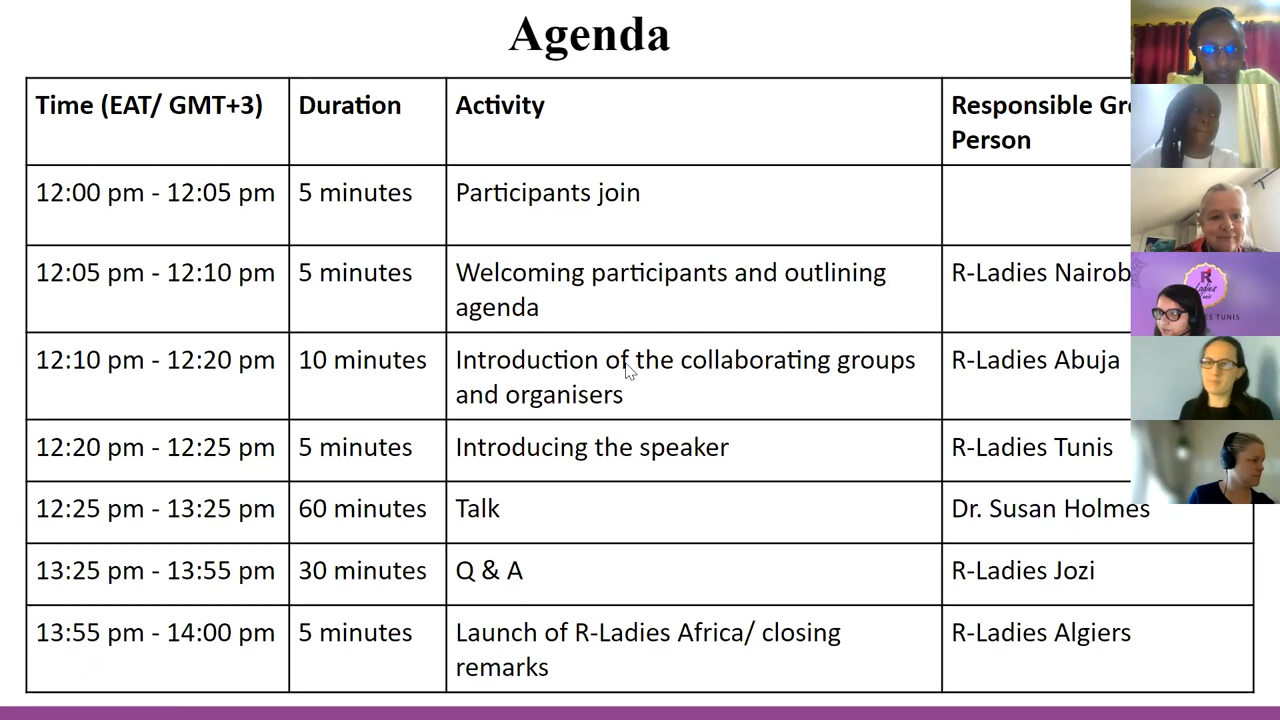 Agenda
Time (EAT/ GMT+3) Duration Activity Responsible
Person
12:00 pm - 12:05 pm 5 minutes Participants join
12:05 pm - 12:10 pm 5 minutes Welcoming participants and outlining R-Ladies
agenda
12:10 pm - 12:20 pm 10 minutes Introduction of the collaborating groups R-Ladies Abuja
and organisers
12:20 pm - 12:25 pm 5 minutes Introducing the speaker R-Ladies Tunis
12:25 pm - 13:25 pm 60 minutes Talk Dr. Susan Holmes
13:25 pm - 13:55 pm 30 minutes Q & A R-Ladies Jozi
13:55 pm - 14:00 pm 5 minutes Launch of R-Ladies Africa/ closing R-Ladies Algiers
remarks
R
Ladies
TUNIS